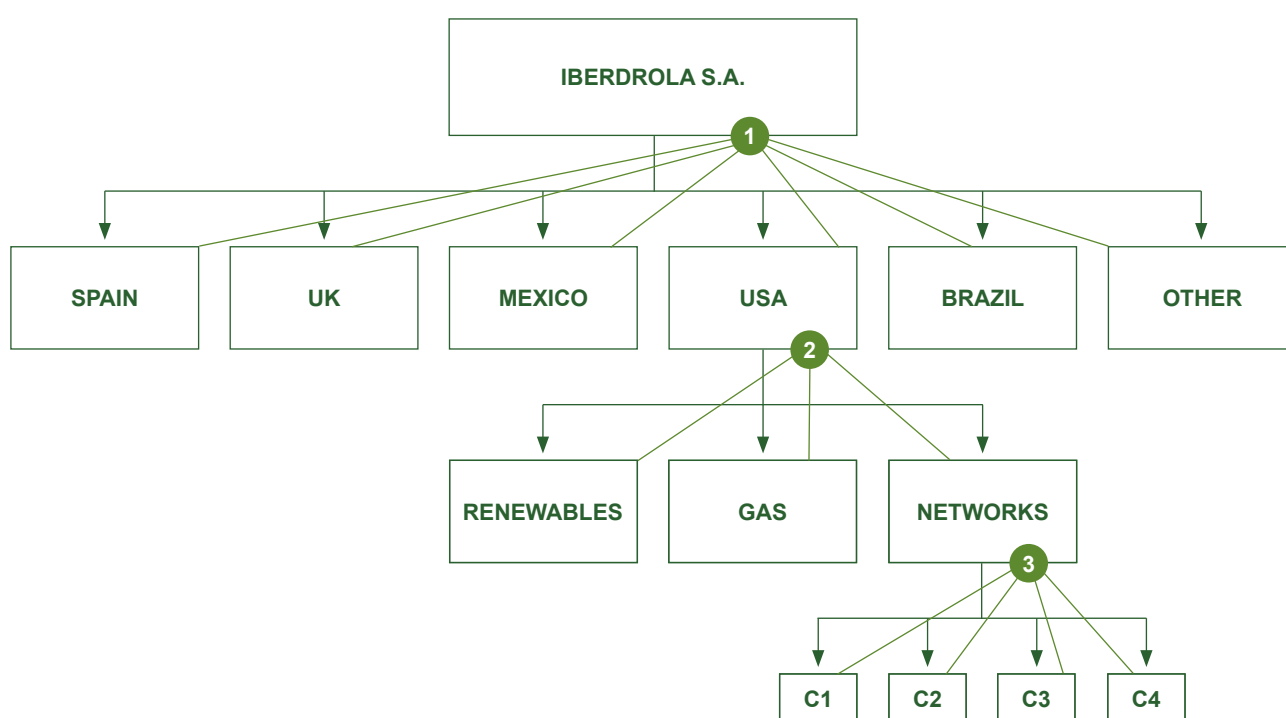 IBERDROLA S.A.
1
SPAIN
UK
MEXICO
USA
BRAZIL
OTHER
2
RENEWABLES
GAS
NETWORKS
3
C1
C2
C3
C4